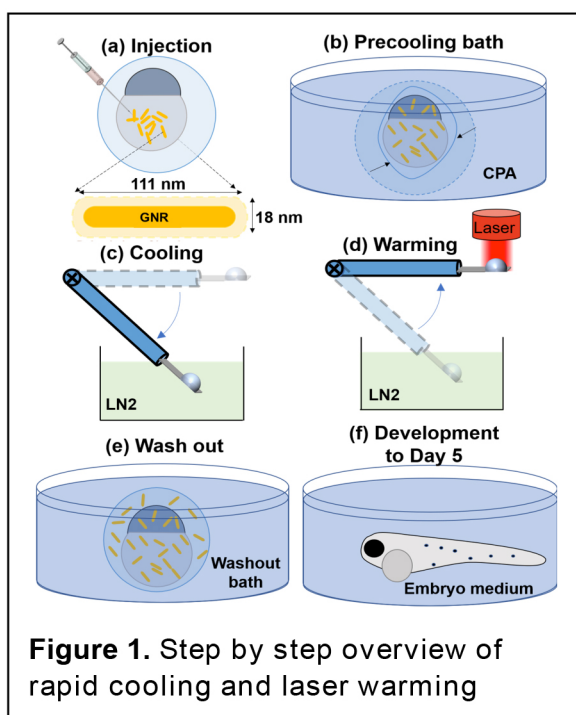 (a) Injection
(b) Precooling bath
CPA
111 nm
GNR
18 nm
(c) Cooling
LN2
(d) Warming
Laser
LN2
(e) Wash out
Washout
bath
(f) Development
to Day 5
Embryo medium
Figure 1. Step by step overview of
rapid cooling and laser warming